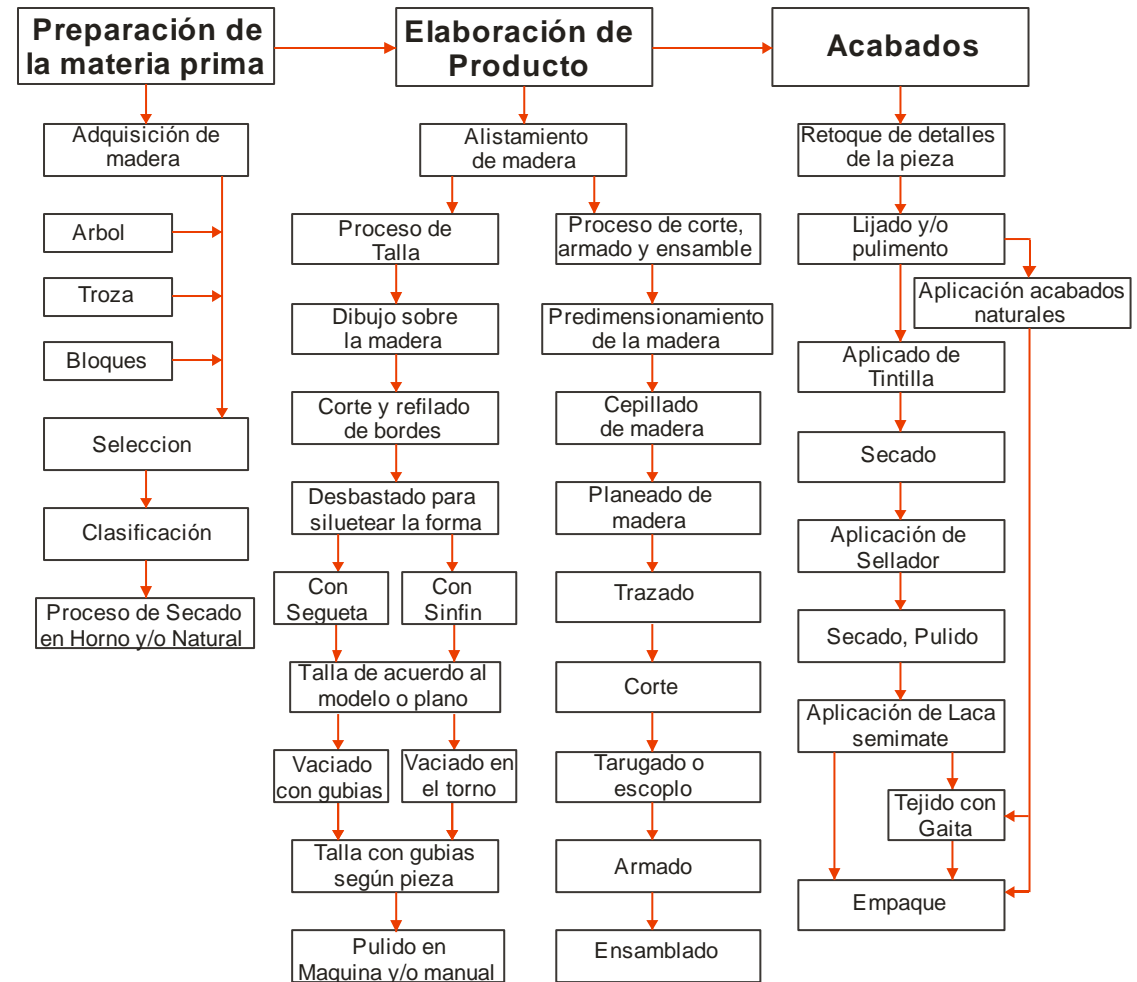 Preparación de
la materia prima
Elaboración de
Producto
Acabados
Adquisición de
madera
Arbol
Troza
Bloques
Seleccion
Clasificación
Proceso de Secado
en Horno y/o Natural
Alistamiento
de madera
Proceso de
Talla
Dibujo sobre
la madera
Corte y refilado
de bordes
Desbastado para
siluetear la forma
Con
Segueta
Con
Sinfin
Talla de acuerdo al
modelo o plano
Vaciado
con gubias
Vaciado en
el torno
Talla con gubias
según pieza
Pulido en
Maquina y/o manual
Proceso de corte,
armado y ensamble
Predimensionamiento
de la madera
Cepillado
de madera
Planeado de
madera
Trazado
Corte
Tarugado o
escoplo
Armado
Ensamblado
Retoque de detalles
de la pieza
Lijado y/o
pulimento
Aplicación acabados
naturales
Aplicado de
Tintilla
Secado
Aplicación de
Sellador
Secado, Pulido
Aplicación de Laca
semimate
Tejido con
Gaita
Empaque